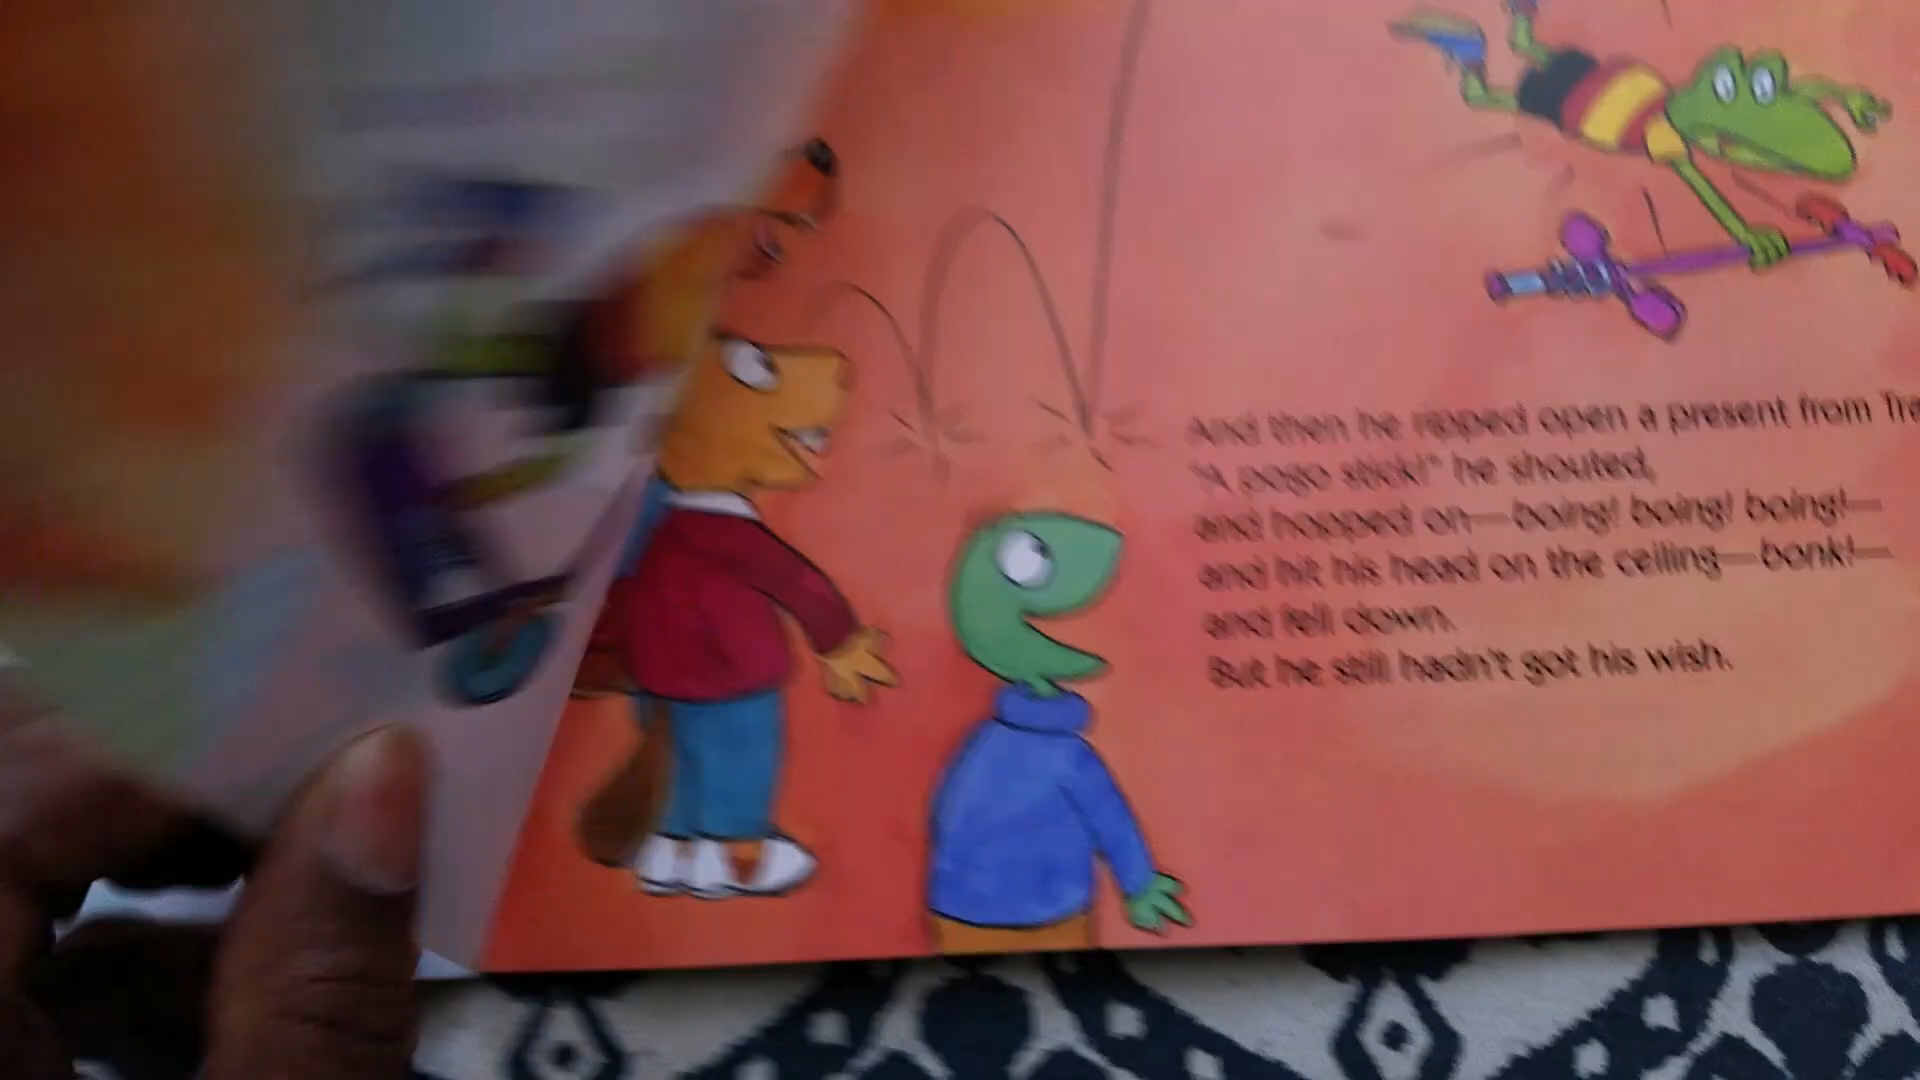 And then he ripped open a present from
"A pogo stick!" he shouted,
and hopped on—boing! boing! boing!—
and hit his head on the ceiling—bonk!—
and fell down.
But he still hadn't got his wish.